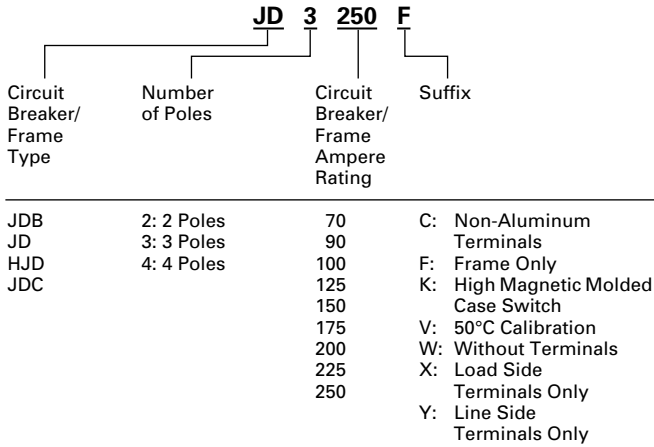 JD 3 250 F
Circuit Breaker/ Frame Type
Number of Poles
Circuit Breaker/ Frame Ampere Rating
Suffix
JDB
JD
HJD
JDC
2: 2 Poles
3: 3 Poles
4: 4 Poles
70
90
100
125
150
175
200
225
250
C: Non-Aluminum
Terminals
F: Frame Only
K: High Magnetic Molded
Case Switch
V: 50°C Calibration
W: Without Terminals
X: Load Side
Terminals Only
Y: Line Side
Terminals Only